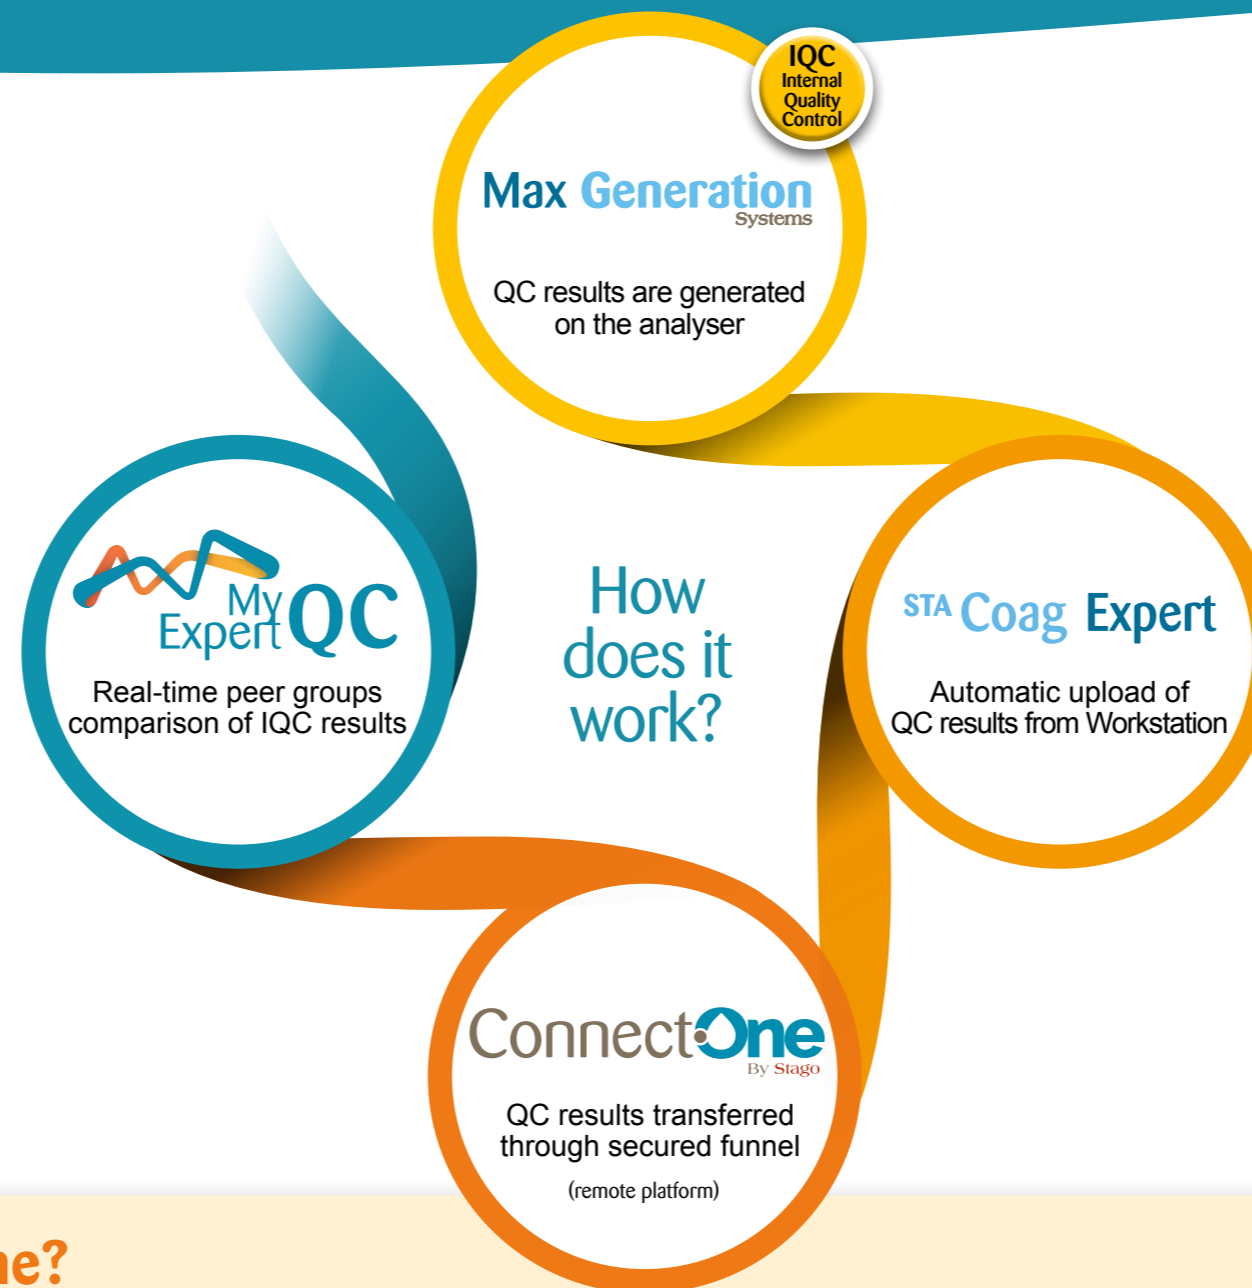 IQC
Internal
Quality
Control
Max Generation
Systems
QC results are generated
on the analyser
My
Expert QC
Real-time peer groups
comparison of IQC results
How
does it
work?
STA Coag Expert
Automatic upload of
QC results from Workstation
Connect.One
By Stago
QC results transferred
through secured funnel
(remote platform)